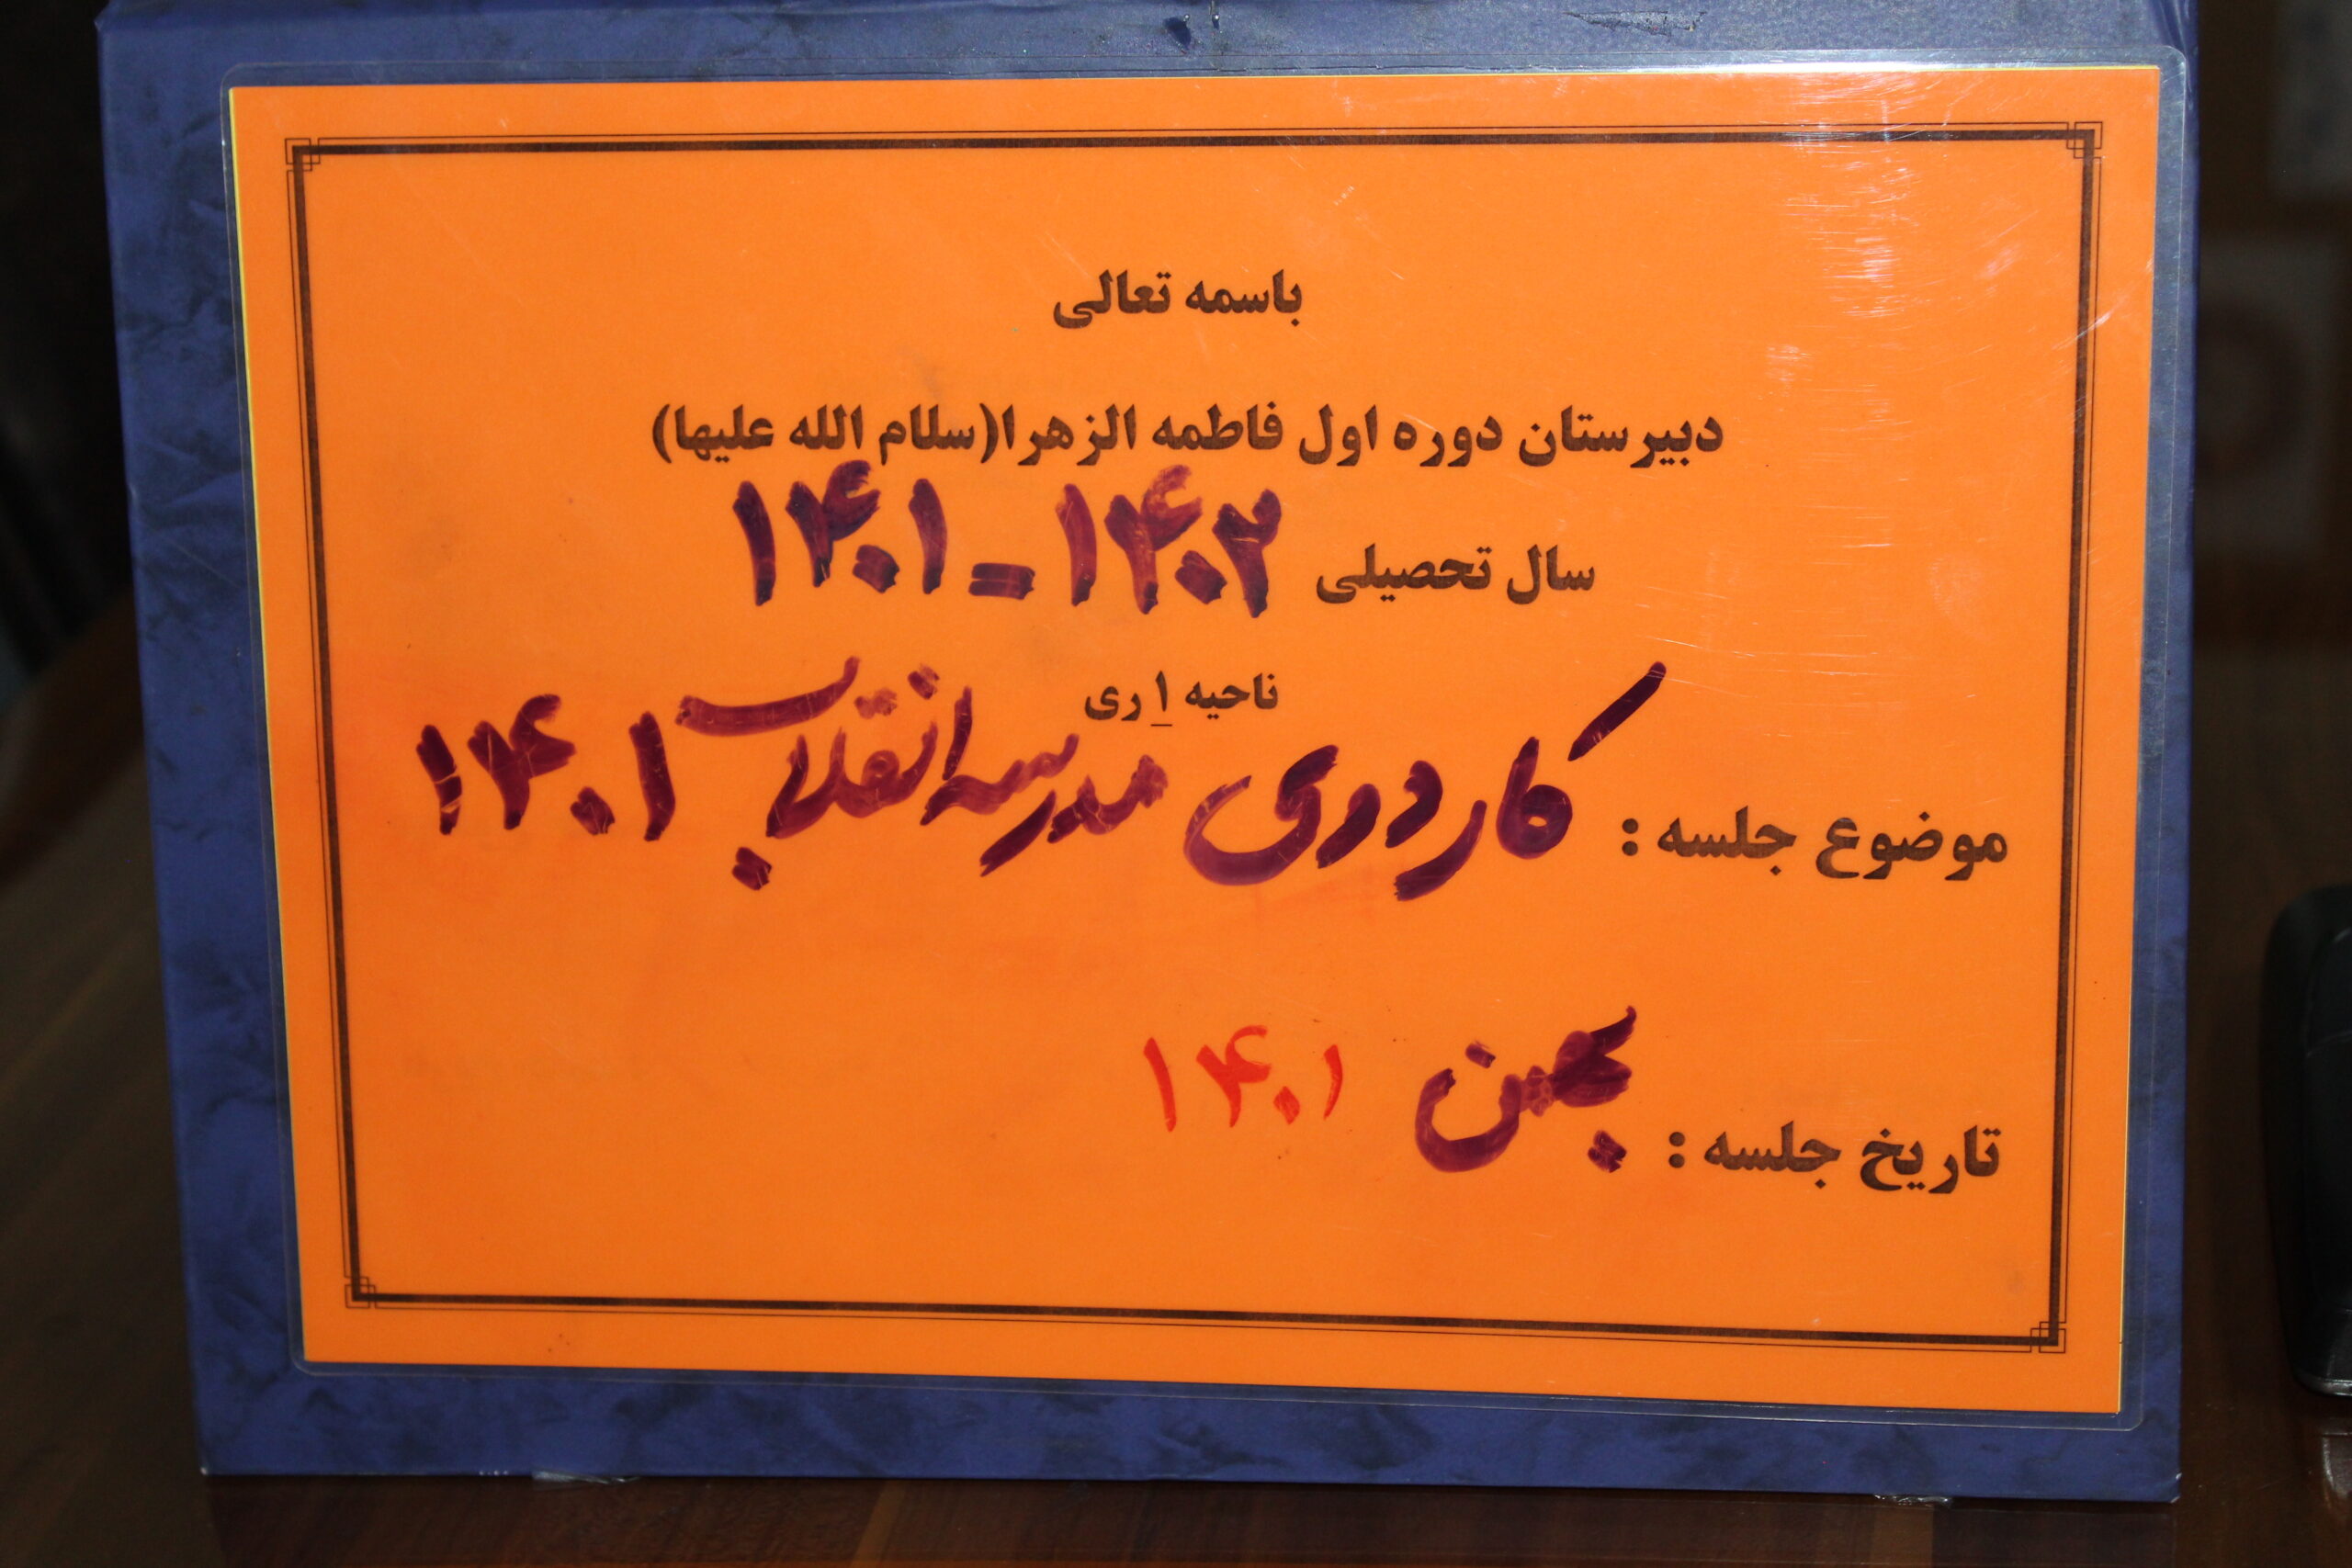 باسمه تعالی
دبیرستان دوره اول فاطمه الزهرا(سلام الله علیها)
سال تحصیلی ۱۴۰۲ - ۱۴۰۱
ناحیه ۱ ری
موضوع جلسه : کاردوی مدرسه انقلاب ۱۴۰۱
تاریخ جلسه : بهمن ۱۴۰۱